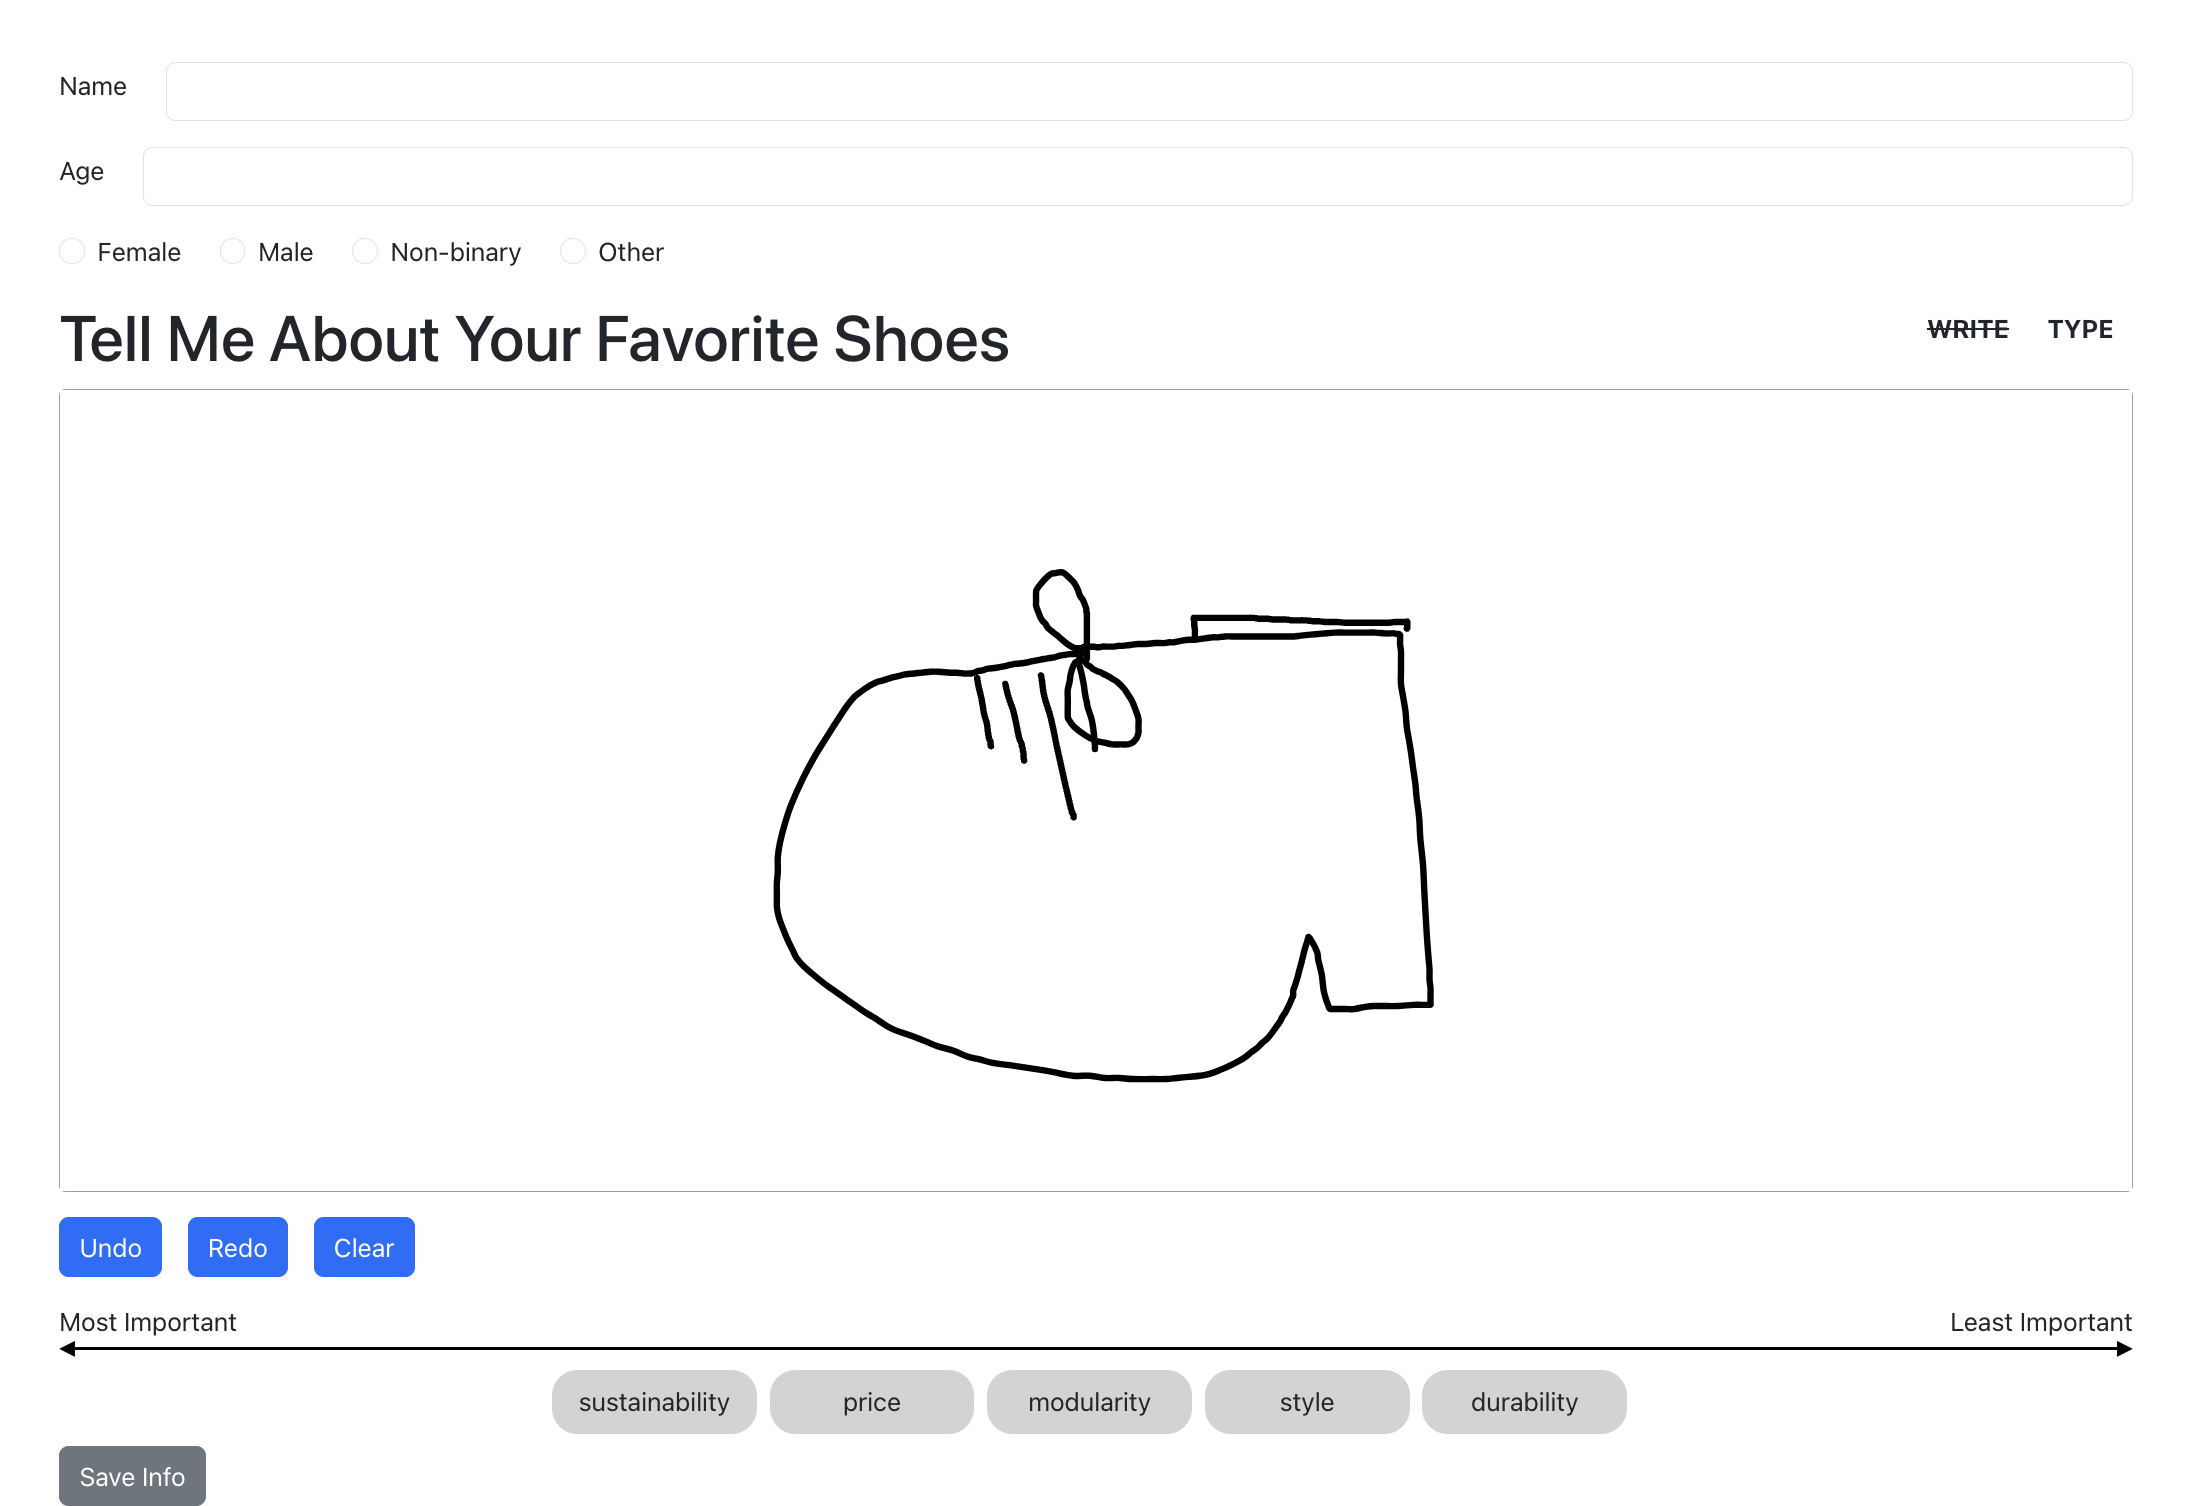 Name
Age
Female Male Non-binary Other
Tell Me About Your Favorite Shoes WRITE TYPE
Undo Redo Clear
Most Important Least Important
sustainability price modularity style durability
Save Info